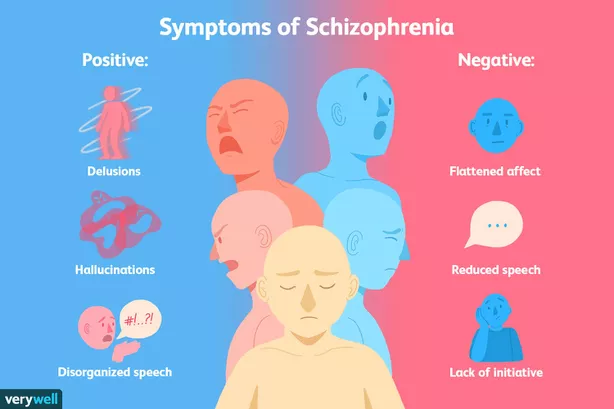 Symptoms of Schizophrenia
Positive:
Delusions
Hallucinations
#!..?!
Disorganized speech
Negative:
Flattened affect
...
Reduced speech
Lack of initiative
verywell